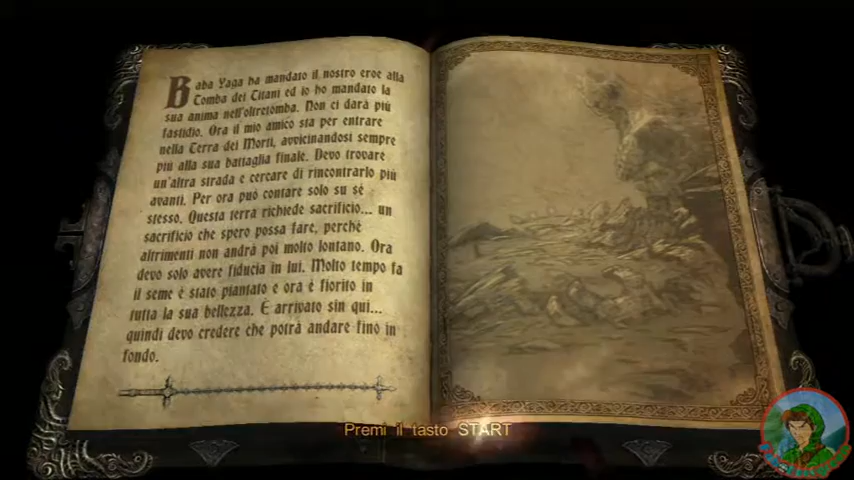 Baba Yaga ha mandato il nostro eroe alla
Tomba dei Titani ed io ho mandato la
sua anima nell'oltretomba. Non ci darà più
fastidio. Ora il mio amico sta per entrare
nella Terra dei Morti, avvicinandosi sempre
più alla sua battaglia finale. Devo trovare
un'altra strada e cercare di rincontrarlo più
avanti. Per ora può contare solo su sè
stesso. Questa terra richiede sacrificio... un
sacrificio che spero possa fare, perchè
altrimenti non andrà poi molto lontano. Ora
devo solo avere fiducia in lui. Molto tempo fa
il seme è stato piantato e ora è fiorito in
tutta la sua bellezza. È arrivato sin qui...
quindi devo credere che potrà andare fino in
fondo.
Premi il tasto START